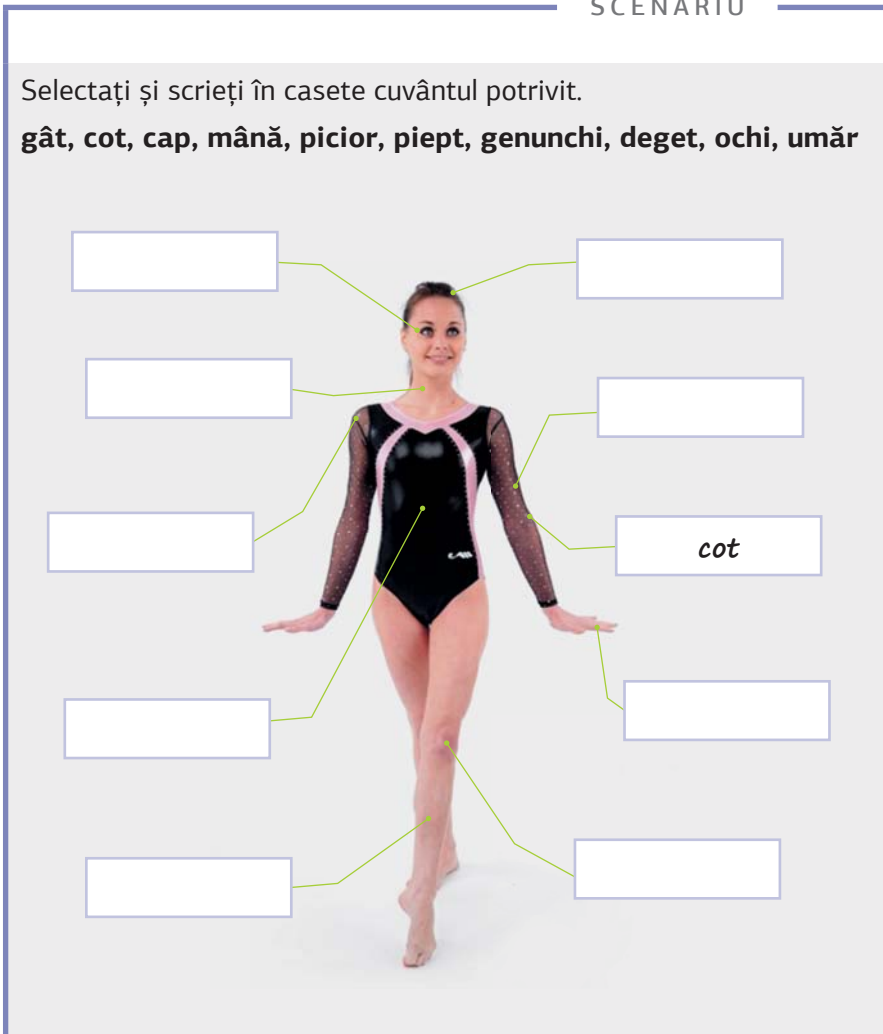 SCENARIU
Selectați și scrieți în casete cuvântul potrivit.
gât, cot, cap, mână, picior, piept, genunchi, deget, ochi, umăr
cot